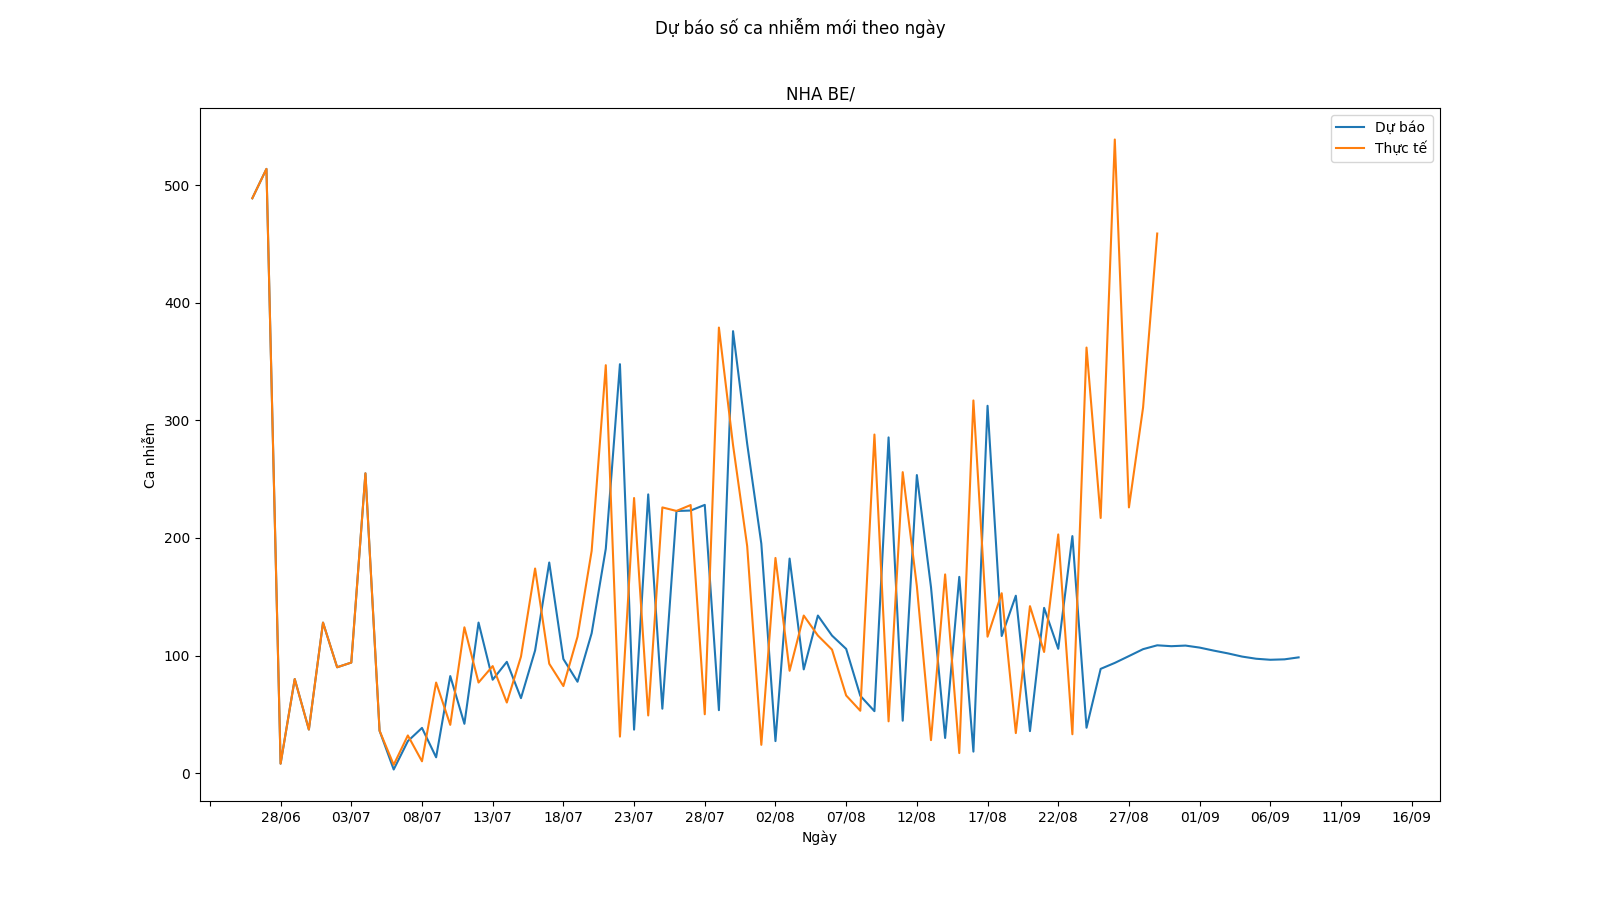 Dự báo số ca nhiễm mới theo ngày
NHA BE/
Dự báo
Thực tế
500
400
300
200
100
0
Ca nhiễm
28/06 03/07 08/07 13/07 18/07 23/07 28/07 02/08 07/08 12/08 17/08 22/08 27/08 01/09 06/09 11/09 16/09
Ngày